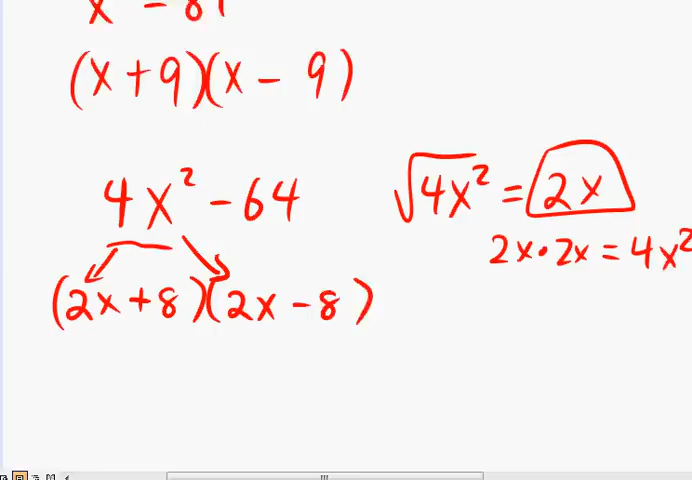 (x+9)(x- 9)
4x² -64
√4x² = 2x
2x·2x = 4x²
(2x+8)(2x-8)